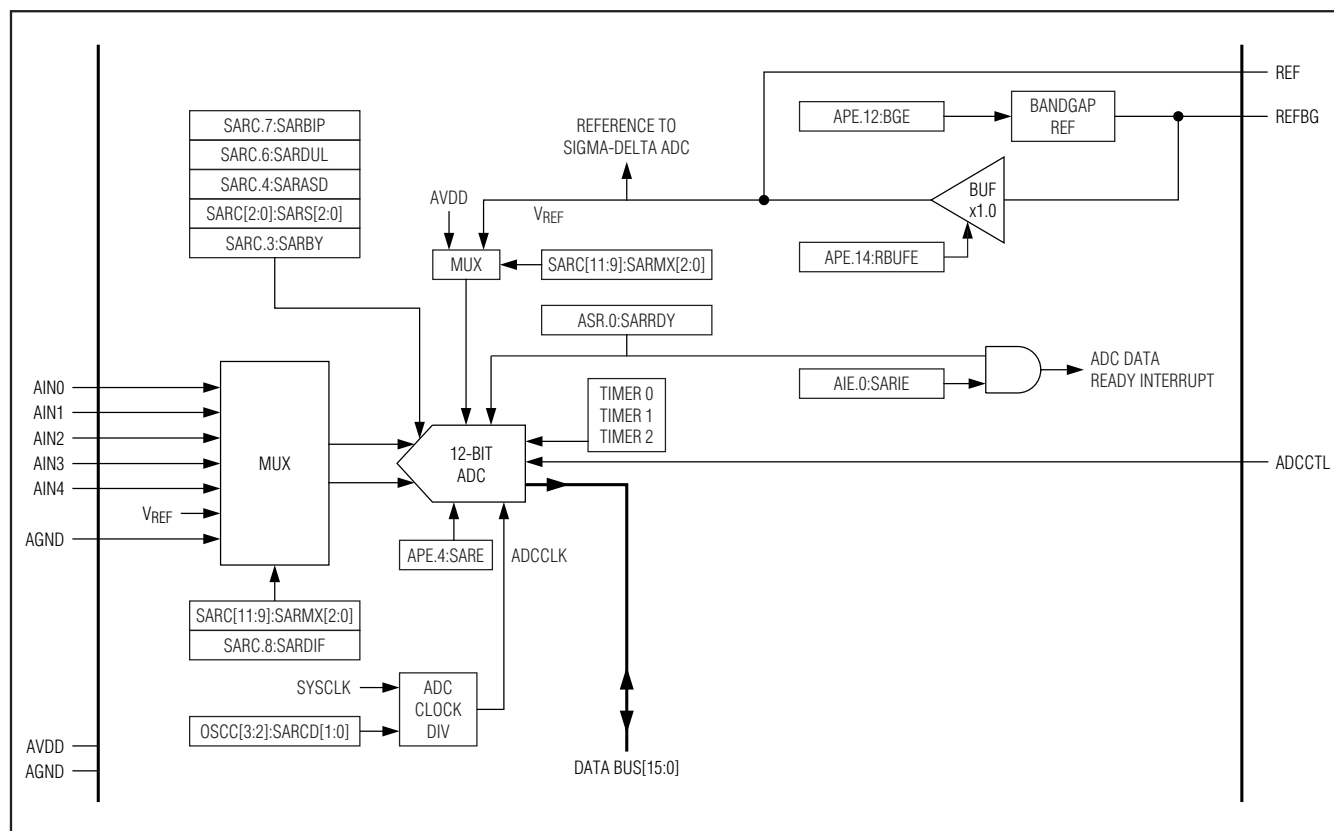 REF
APE.12:BGE
BANDGAP
REF
REFBG
SARC.7:SARBIP
SARC.6:SARDUL
SARC.4:SARASD
SARC[2:0]:SARS[2:0]
SARC.3:SARBY
REFERENCE TO
SIGMA-DELTA ADC
AVDD
VREF
BUF
x1.0
MUX
SARC[11:9]:SARMX[2:0]
APE.14:RBUFE
ASR.0:SARRDY
AIE.0:SARIE
ADC DATA
READY INTERRUPT
AIN0
AIN1
AIN2
AIN3
AIN4
VREF
AGND
MUX
12-BIT
ADC
TIMER 0
TIMER 1
TIMER 2
ADCCTL
APE.4:SARE
ADCCLK
SARC[11:9]:SARMX[2:0]
SARC.8:SARDIF
SYSCLK
OSCC[3:2]:SARCD[1:0]
ADC
CLOCK
DIV
AVDD
AGND
DATA BUS[15:0]